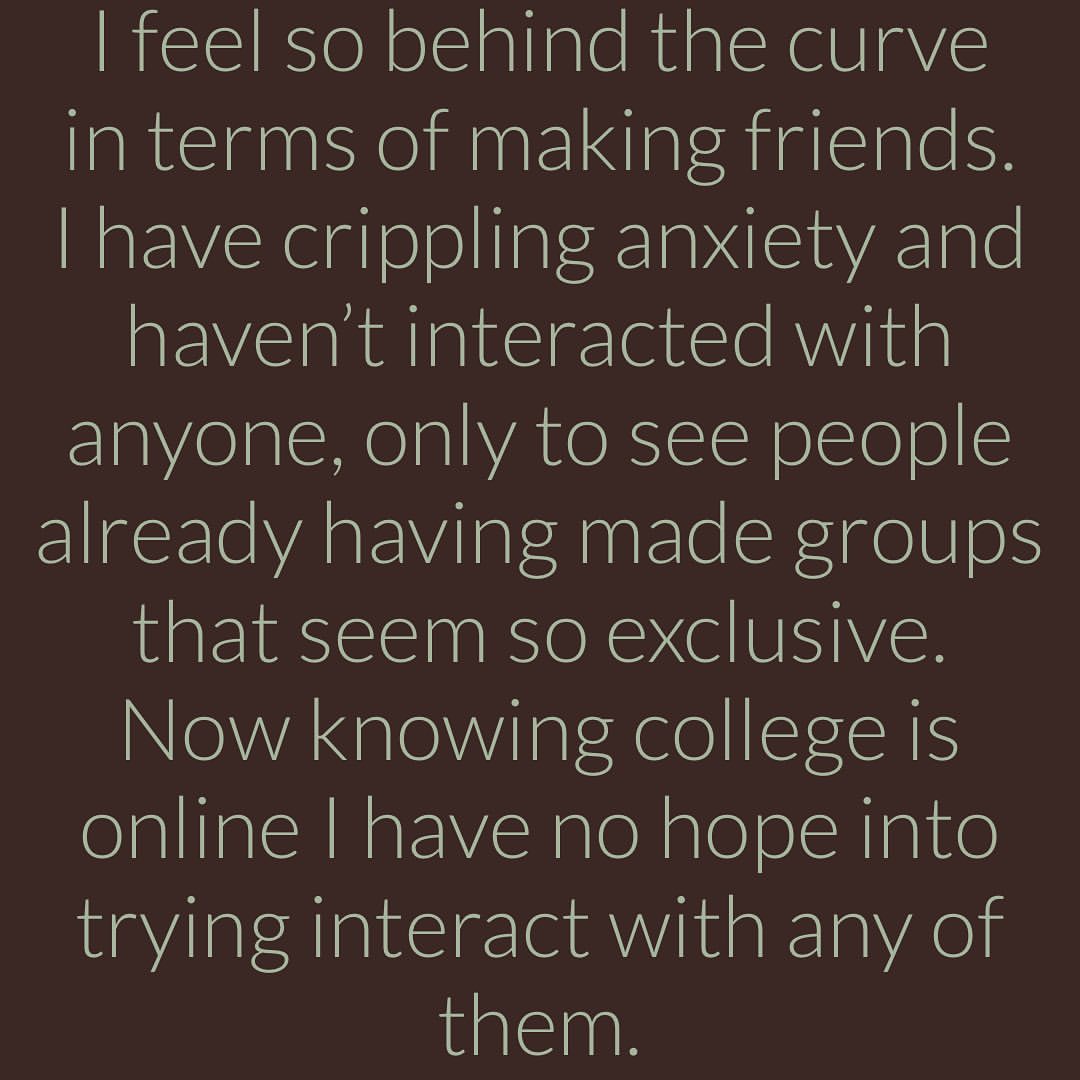 I feel so behind the curve
in terms of making friends.
I have crippling anxiety and
haven’t interacted with
anyone, only to see people
already having made groups
that seem so exclusive.
Now knowing college is
online I have no hope into
trying interact with any of
them.